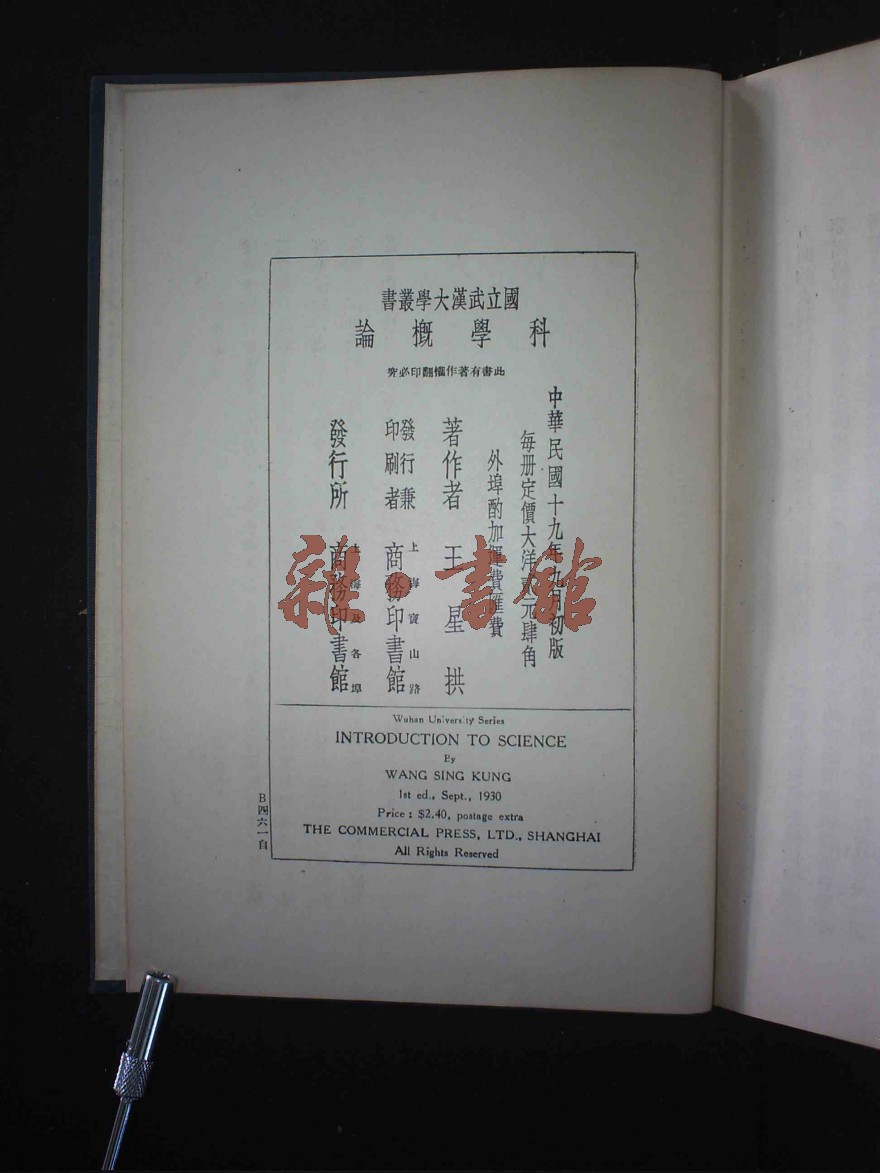 國立武漢大學叢書
科學概論
此書有著作權翻印必究
中華民國十九年九月初版
每册定價大洋貳元肆角
外埠酌加運費匯費
著作者 王星拱
發行兼
印刷者
上海寶山路
商務印書館
發行所
上海及各埠
商務印書館
Wuhan University Series
INTRODUCTION TO SCIENCE
By
WANG SING KUNG
1st ed., Sept., 1930
Price : $2.40, postage extra
THE COMMERCIAL PRESS, LTD., SHANGHAI
All Rights Reserved
B四六一自
雜·書館